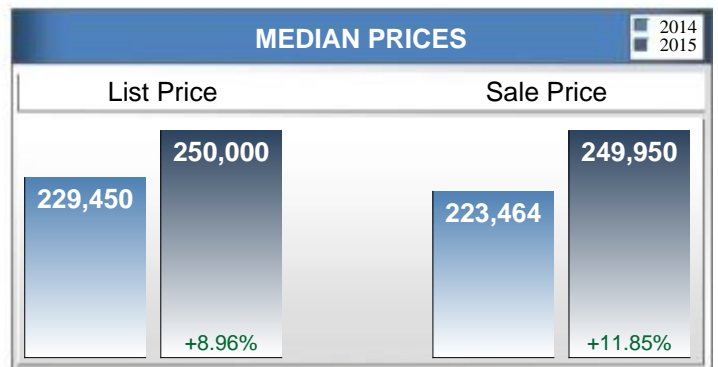 MEDIAN PRICES
2014
2015
List Price
Sale Price
229,450
250,000
+8.96%
223,464
249,950
+11.85%